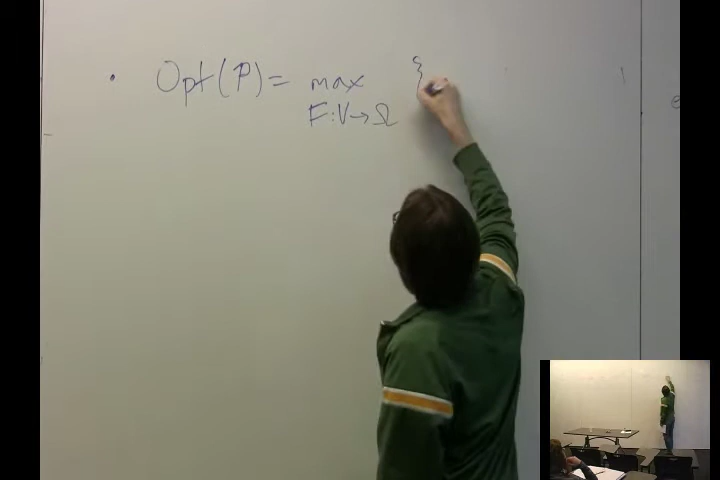 • Opt(P) = max {
F:V→Ω